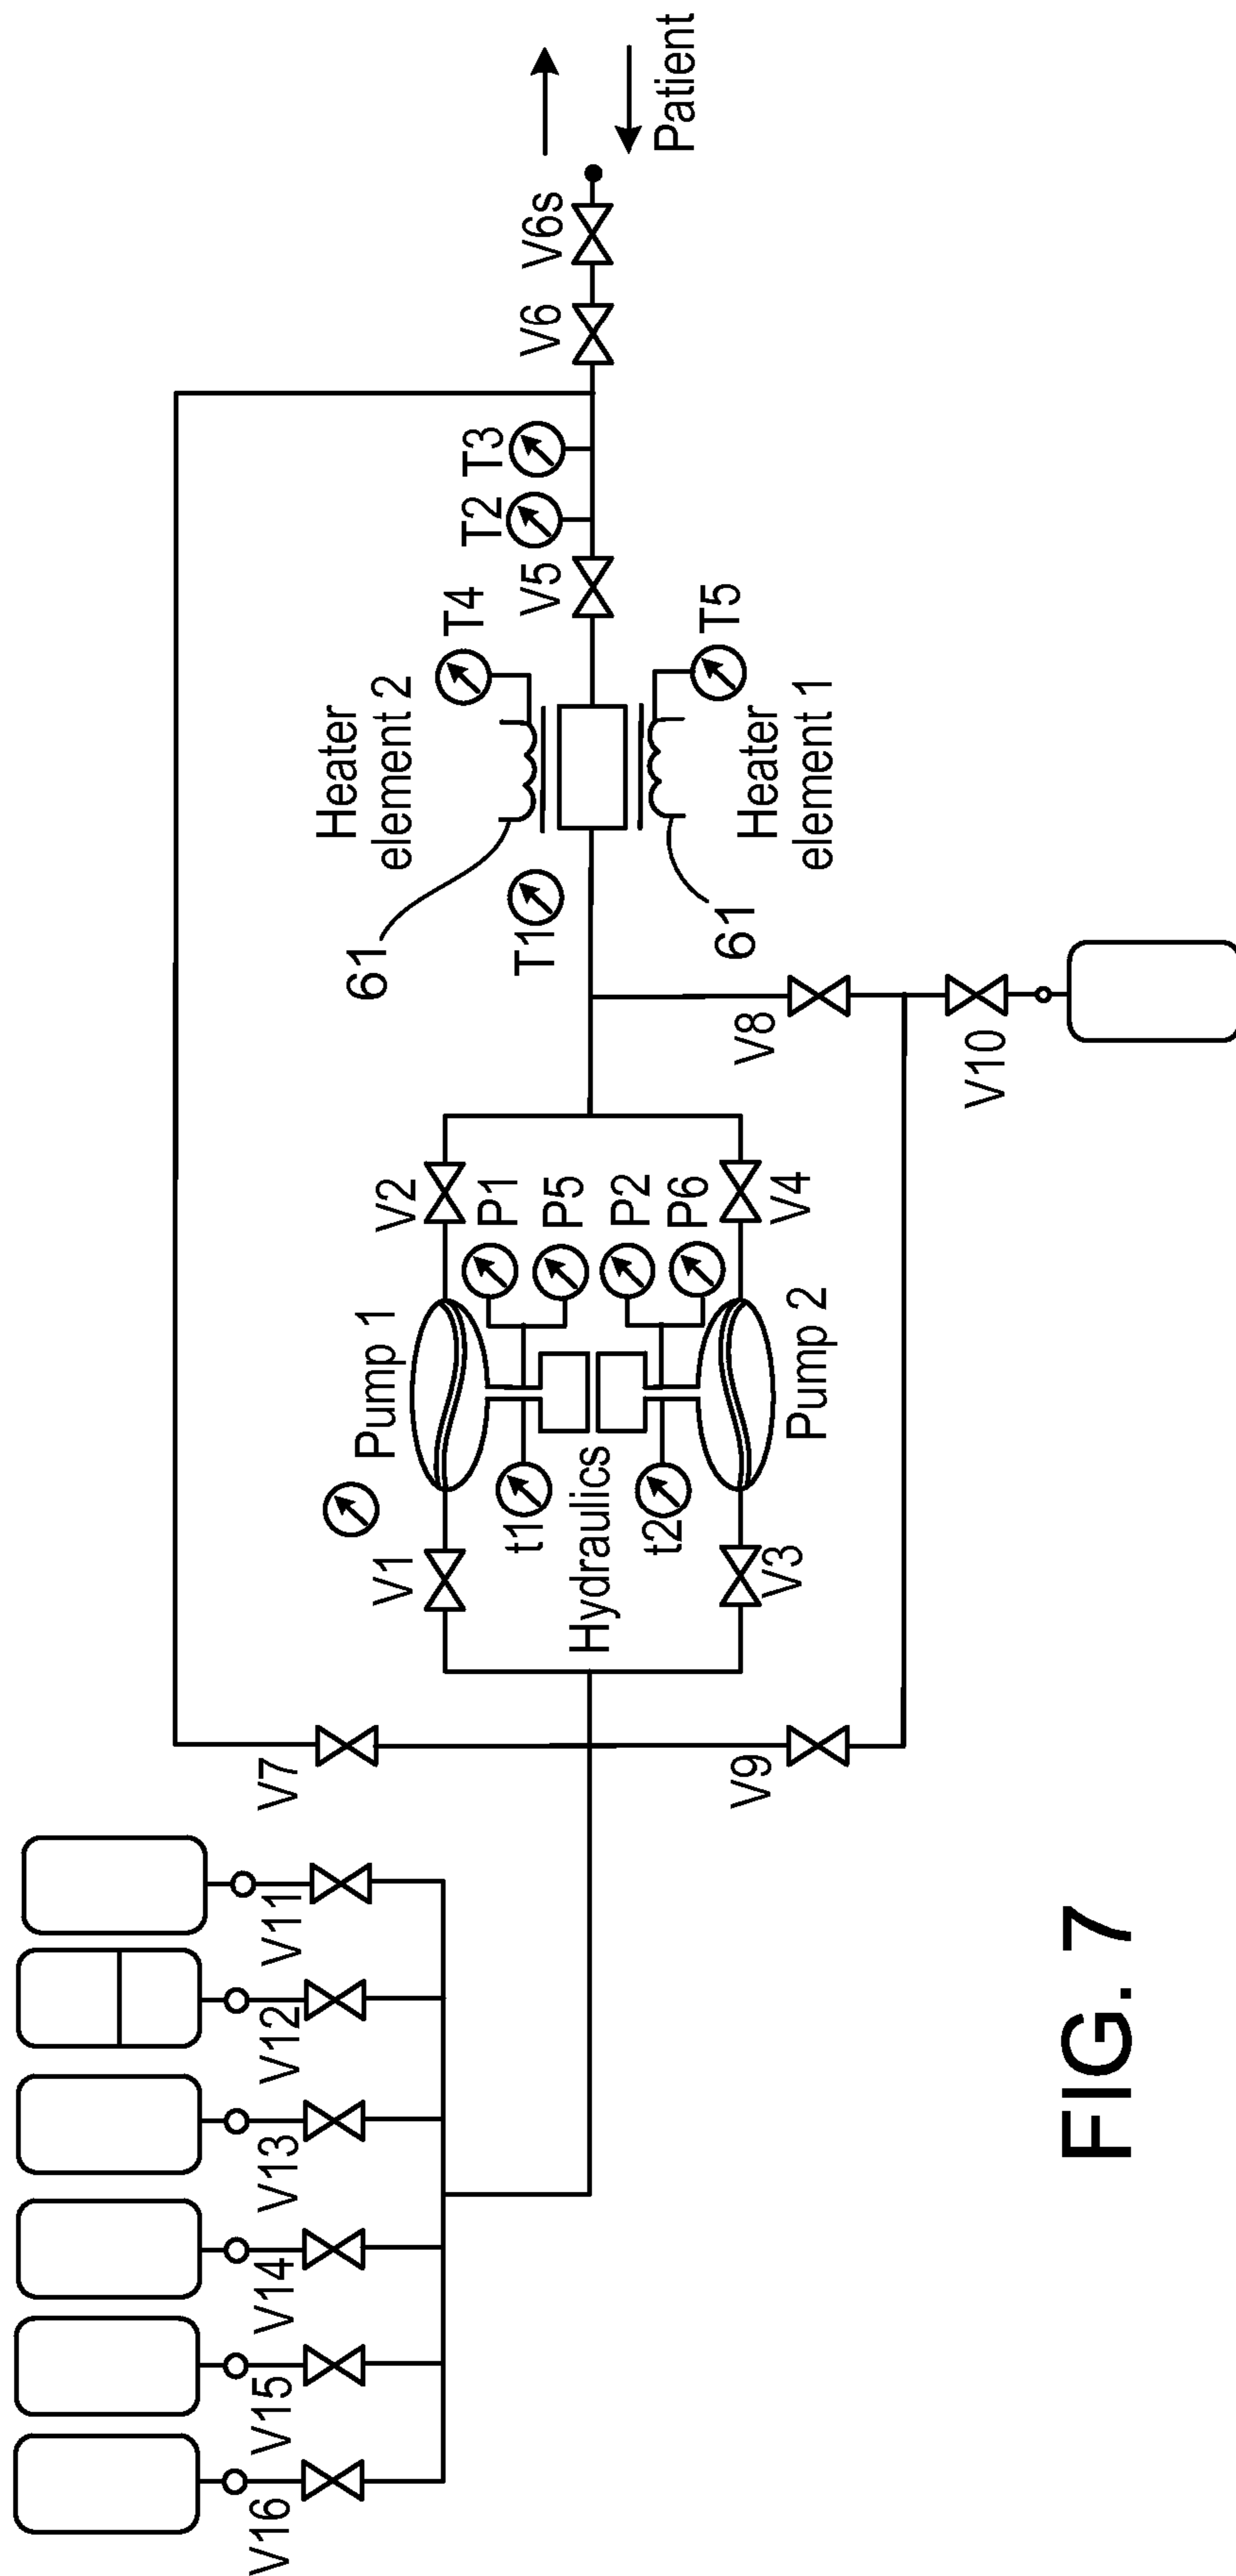 V16
V15
V14
V13
V12
V11
V7
V9
V1
V3
Pump 1
t1
Hydraulics
t2
Pump 2
V2
P1
P5
P2
P6
V4
V8
V10
T1
61
61
Heater
element 2
Heater
element 1
T4
T5
V5
T2
T3
V6
V6s
Patient
FIG. 7